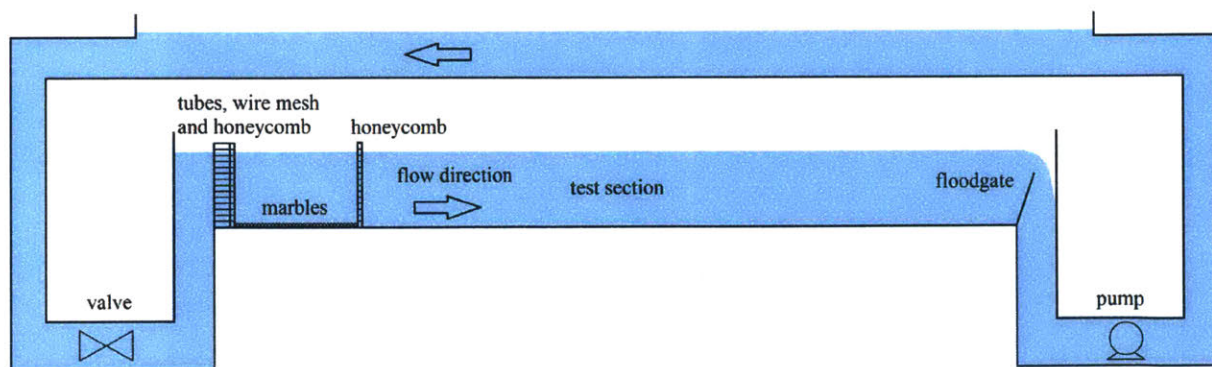 tubes, wire mesh
and honeycomb
honeycomb
flow direction
test section
floodgate
marbles
valve
pump